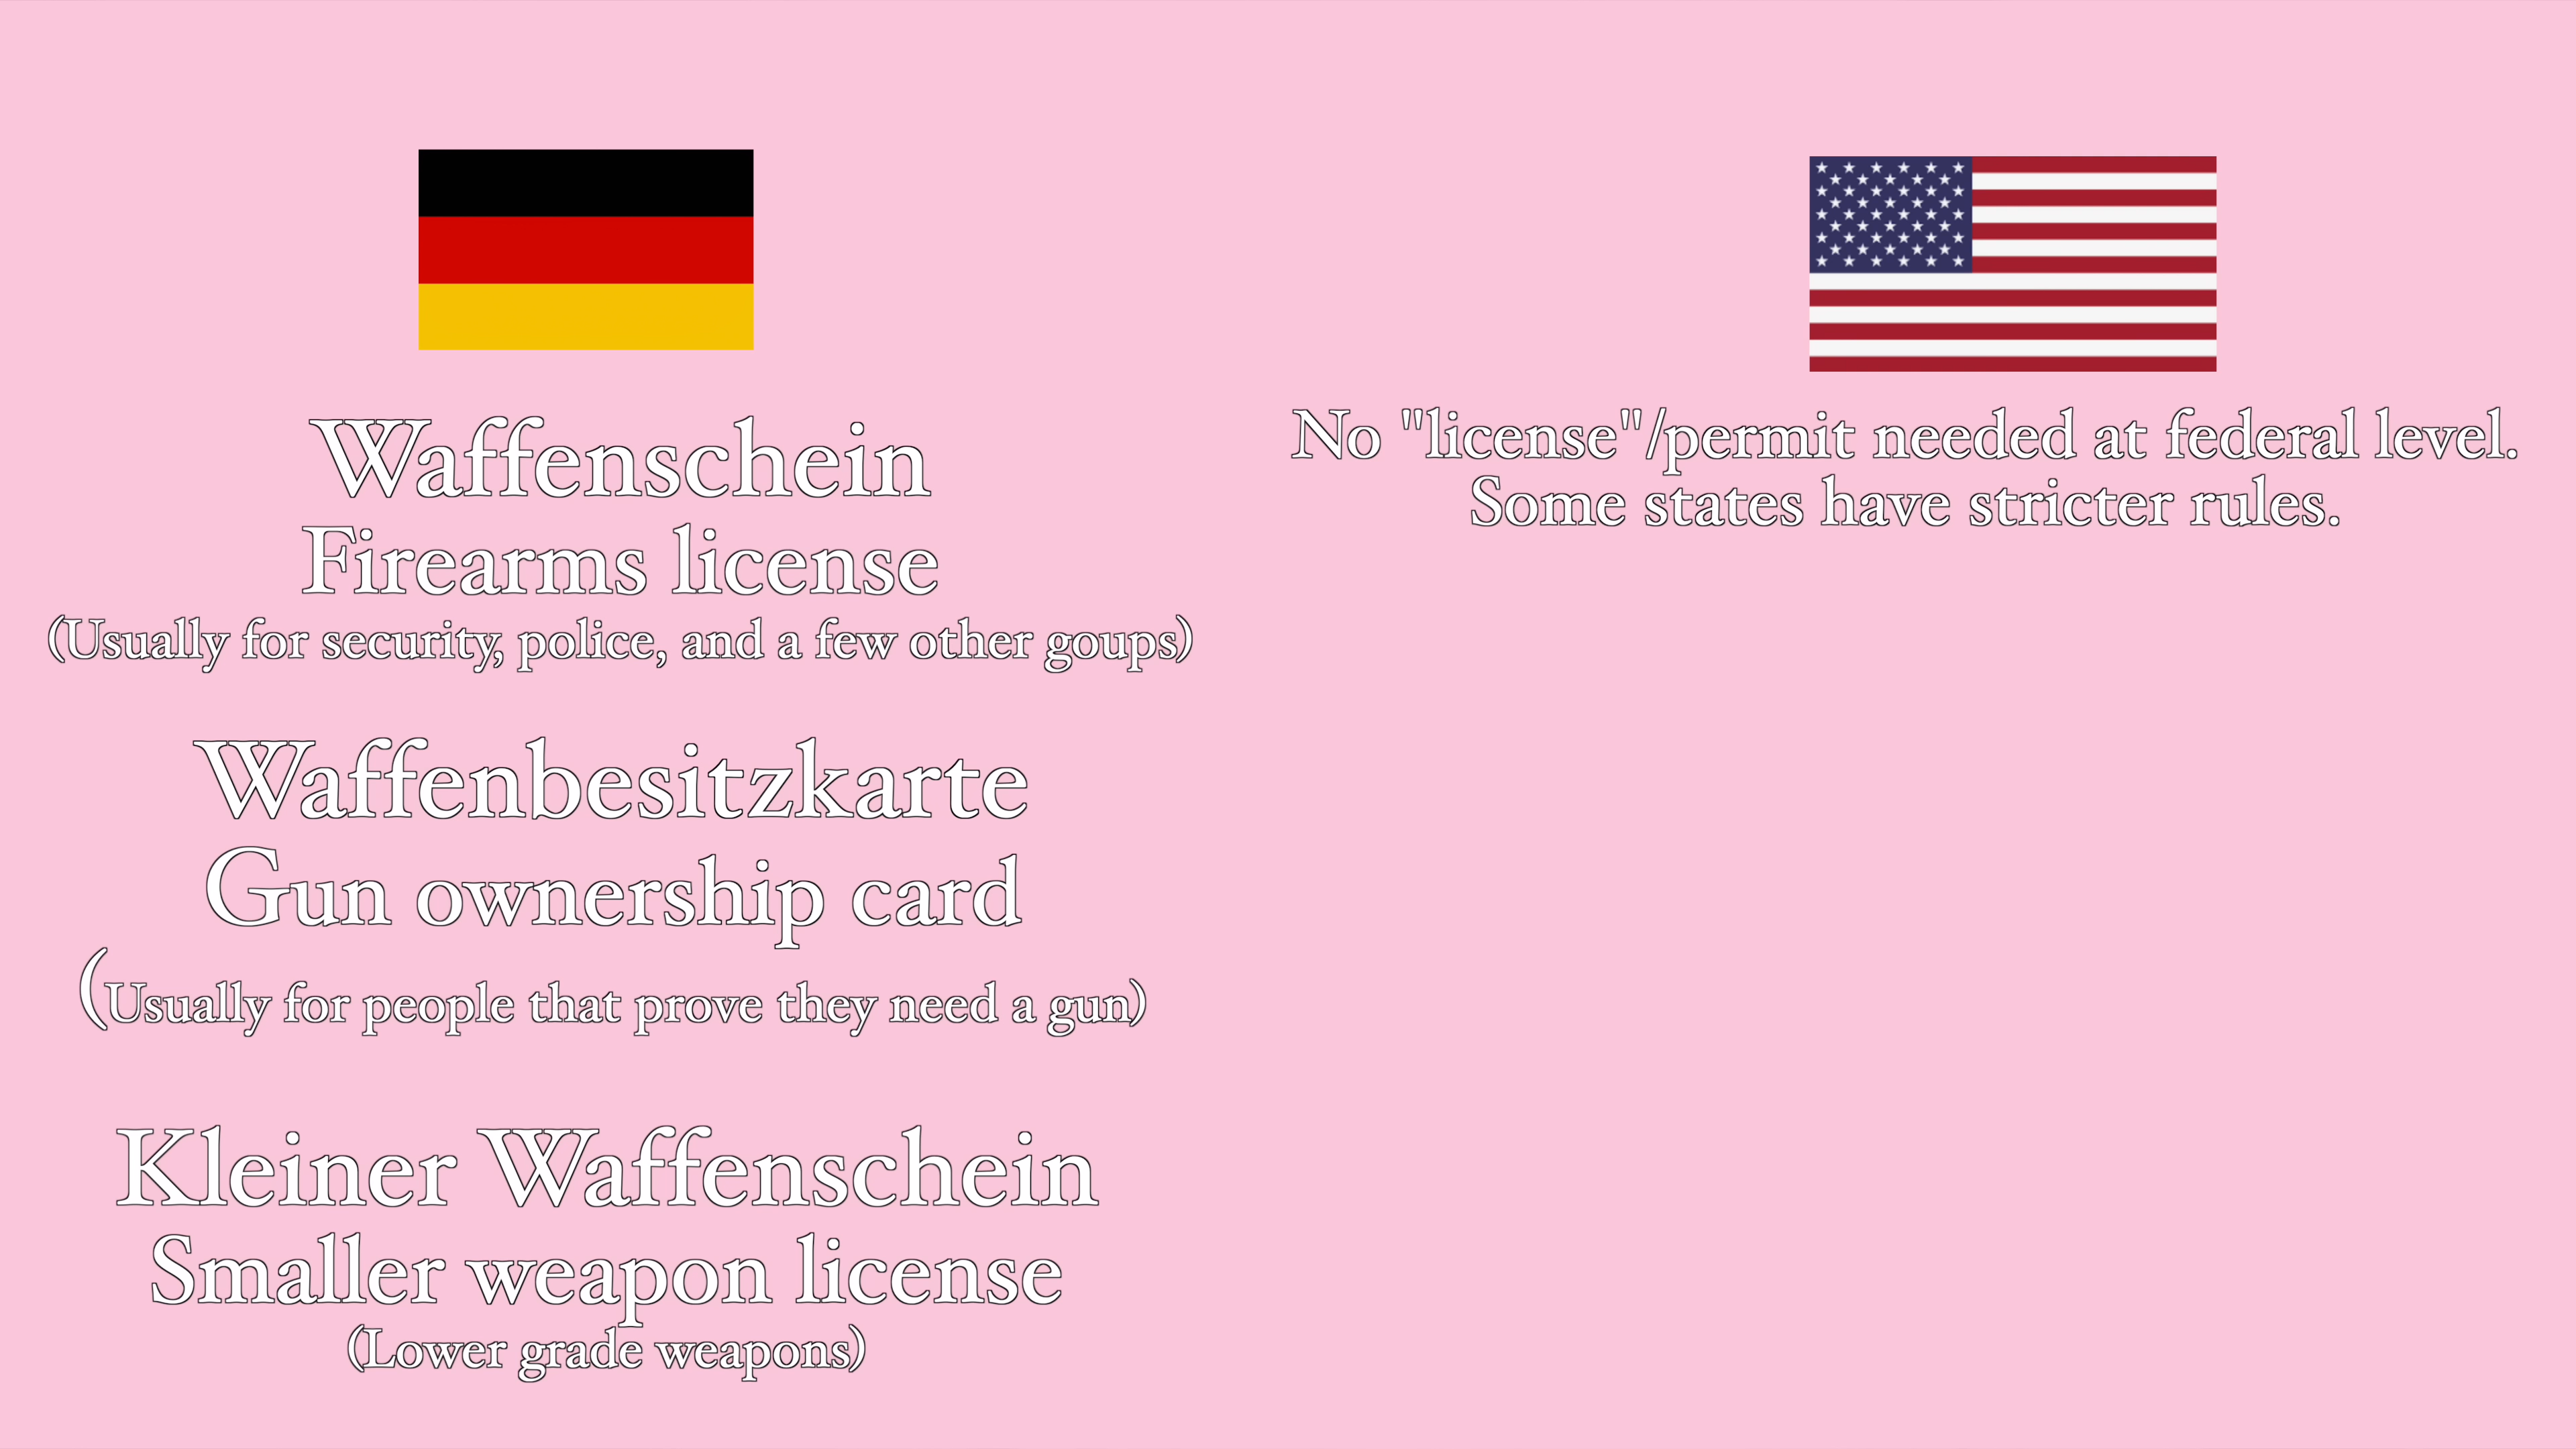 Waffenschein
Firearms license
(Usually for security, police, and a few other goups)
Waffenbesitzkarte
Gun ownership card
(Usually for people that prove they need a gun)
Kleiner Waffenschein
Smaller weapon license
(Lower grade weapons)
No "license"/permit needed at federal level.
Some states have stricter rules.